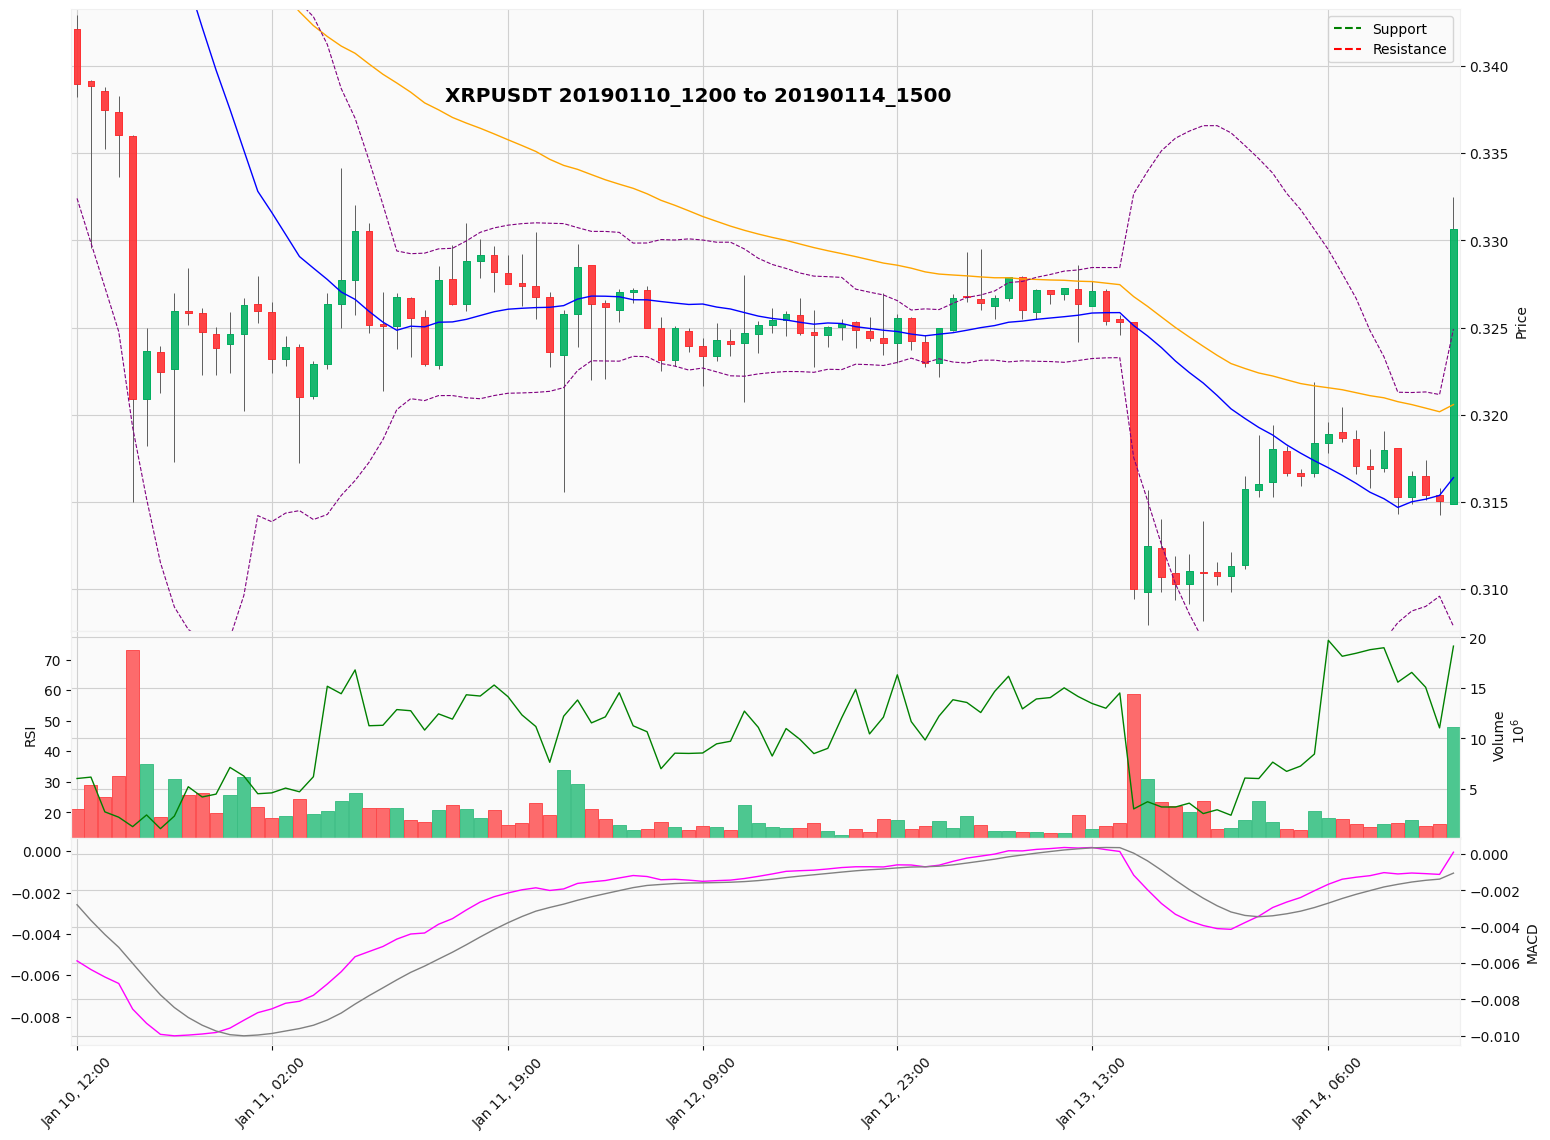 Support
Resistance
XRPUSDT 20190110_1200 to 20190114_1500
0.340
0.335
0.330
0.325
0.320
0.315
0.310
Price
70
60
50
40
30
20
RSI
20
15
10
5
Volume
10^6
0.000
−0.002
−0.004
−0.006
−0.008
0.000
−0.002
−0.004
−0.006
−0.008
−0.010
MACD
Jan 10, 12:00
Jan 11, 02:00
Jan 11, 19:00
Jan 12, 09:00
Jan 12, 23:00
Jan 13, 13:00
Jan 14, 06:00